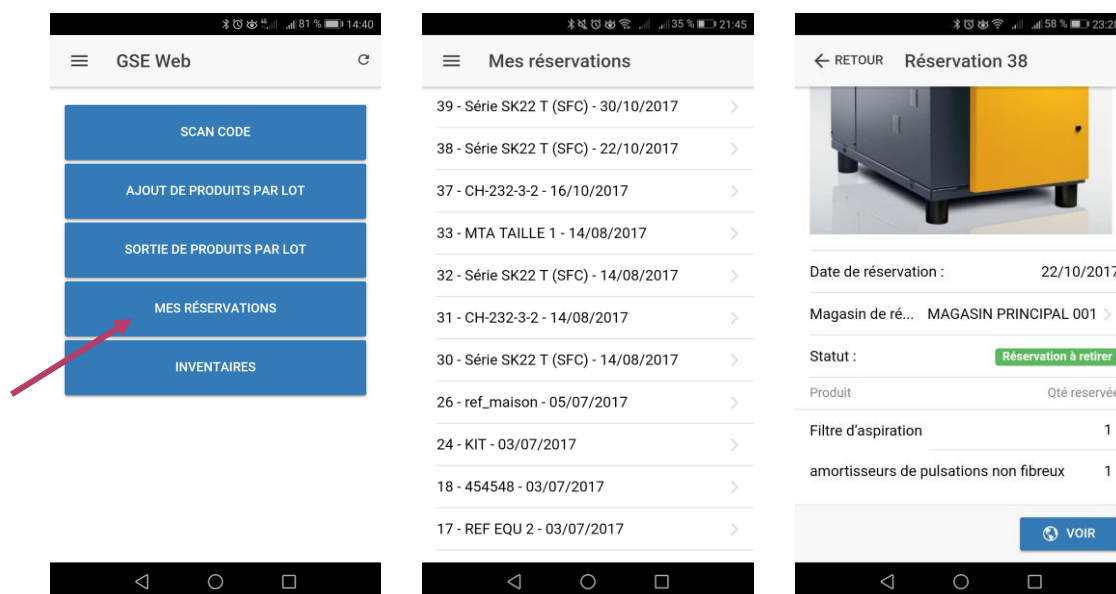 81 % 14:40
GSE Web
SCAN CODE
AJOUT DE PRODUITS PAR LOT
SORTIE DE PRODUITS PAR LOT
MES RÉSERVATIONS
INVENTAIRES
35 % 21:45
Mes réservations
39 - Série SK22 T (SFC) - 30/10/2017
38 - Série SK22 T (SFC) - 22/10/2017
37 - CH-232-3-2 - 16/10/2017
33 - MTA TAILLE 1 - 14/08/2017
32 - Série SK22 T (SFC) - 14/08/2017
31 - CH-232-3-2 - 14/08/2017
30 - Série SK22 T (SFC) - 14/08/2017
26 - ref_maison - 05/07/2017
24 - KIT - 03/07/2017
18 - 454548 - 03/07/2017
17 - REF EQU 2 - 03/07/2017
58 % 23:28
RETOUR Réservation 38
Date de réservation : 22/10/2017
Magasin de ré... MAGASIN PRINCIPAL 001
Statut : Réservation à retirer
Produit Qté reservée
Filtre d'aspiration 1
amortisseurs de pulsations non fibreux 1
VOIR